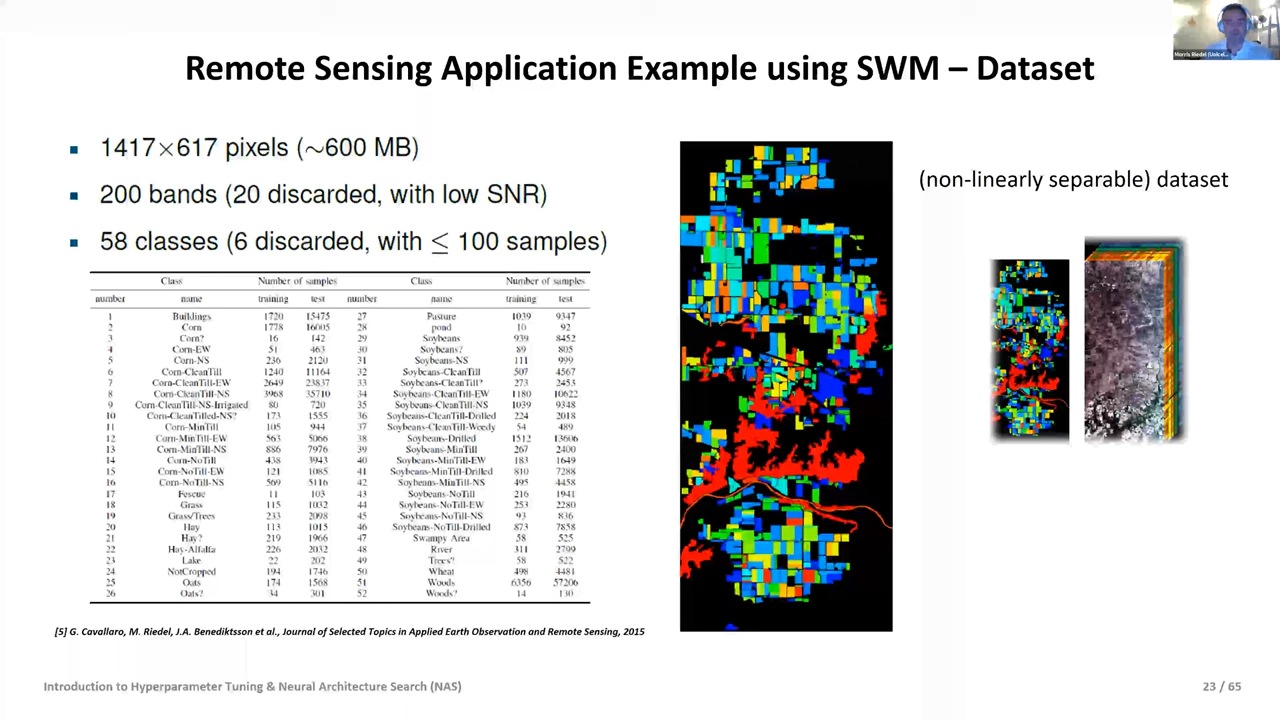 Remote Sensing Application Example using SWM – Dataset
Morris Riedel
▪ 1417×617 pixels (∼600 MB)
▪ 200 bands (20 discarded, with low SNR)
▪ 58 classes (6 discarded, with ≤ 100 samples)
(non-linearly separable) dataset
Class Number of samples Class Number of samples
number name training test number name training test
1 Buildings 1720 15475 27 Pasture 1039 9347
2 Corn 1778 16005 28 pond 10 92
3 Corn? 16 142 29 Soybeans 939 8452
4 Corn-EW 51 463 30 Soybeans? 89 805
5 Corn-NS 236 2120 31 Soybeans-NS 111 999
6 Corn-CleanTill 1240 11164 32 Soybeans-CleanTill 507 4567
7 Corn-CleanTill-EW 2649 23837 33 Soybeans-CleanTill? 273 2453
8 Corn-CleanTill-NS 3968 35710 34 Soybeans-CleanTill-EW 1180 10622
9 Corn-CleanTill-NS-Irrigated 80 720 35 Soybeans-CleanTill-NS 1039 9348
10 Corn-CleanTilled-NS? 173 1555 36 Soybeans-CleanTill-Drilled 224 2018
11 Corn-MinTill 105 944 37 Soybeans-CleanTill-Weedy 54 489
12 Corn-MinTill-EW 563 5066 38 Soybeans-Drilled 1512 13606
13 Corn-MinTill-NS 886 7976 39 Soybeans-MinTill 267 2400
14 Corn-NoTill 438 3943 40 Soybeans-MinTill-EW 183 1649
15 Corn-NoTill-EW 121 1085 41 Soybeans-MinTill-Drilled 810 7288
16 Corn-NoTill-NS 569 5116 42 Soybeans-MinTill-NS 495 4458
17 Fescue 11 103 43 Soybeans-NoTill 216 1941
18 Grass 115 1032 44 Soybeans-NoTill-EW 253 2280
19 Grass/Trees 233 2098 45 Soybeans-NoTill-NS 93 836
20 Hay 113 1015 46 Soybeans-NoTill-Drilled 873 7858
21 Hay? 219 1966 47 Swampy Area 58 525
22 Hay-Alfalfa 226 2032 48 River 311 2799
23 Lake 22 202 49 Trees? 58 522
24 NotCropped 194 1746 50 Wheat 498 4481
25 Oats 174 1568 51 Woods 6356 57206
26 Oats? 34 301 52 Woods? 14 130
[5] G. Cavallaro, M. Riedel, J.A. Benediktsson et al., Journal of Selected Topics in Applied Earth Observation and Remote Sensing, 2015
Introduction to Hyperparameter Tuning & Neural Architecture Search (NAS)
23 / 65